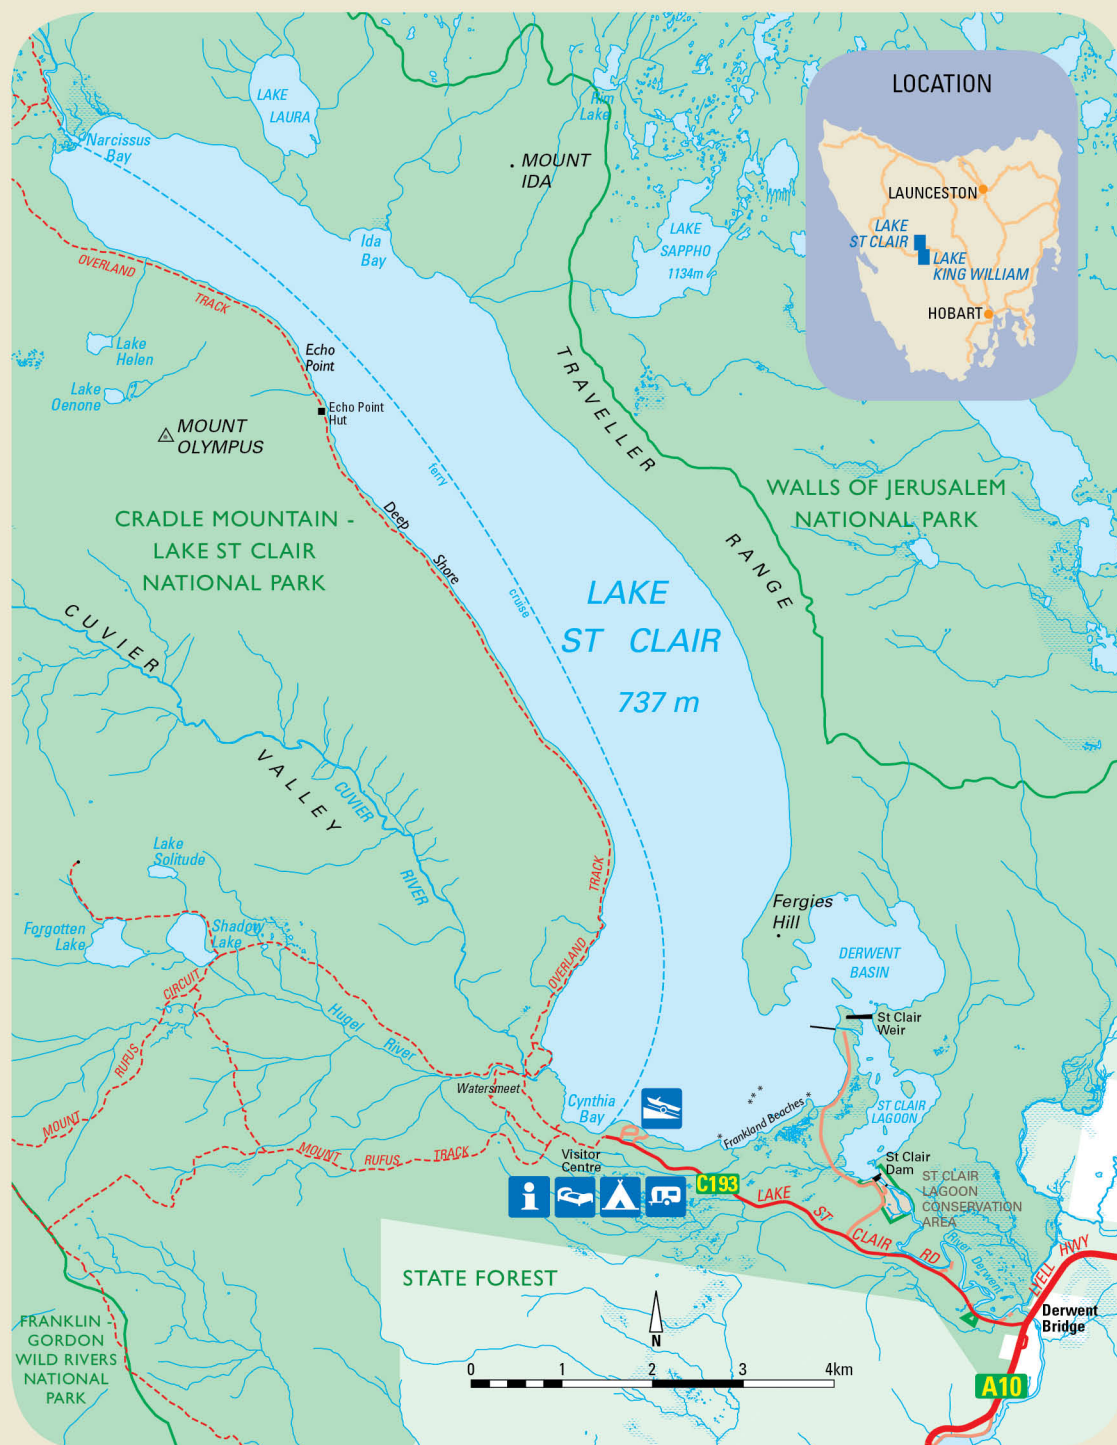 LOCATION
LAUNCESTON
LAKE
ST CLAIR
LAKE
KING WILLIAM
HOBART
LAKE
LAURA
Rim
Lake
Narcissus
Bay
MOUNT
IDA
LAKE
SAPPHO
1134m
Ida
Bay
OVERLAND
TRACK
Lake
Helen
Echo
Point
Lake
Oenone
Echo Point
Hut
MOUNT
OLYMPUS
TRAVELLER
RANGE
ferry
cruise
WALLS OF JERUSALEM
NATIONAL PARK
CRADLE MOUNTAIN -
LAKE ST CLAIR
NATIONAL PARK
Deep
Shore
LAKE
ST CLAIR
737 m
CUVIER
VALLEY
CUVIER
RIVER
Lake
Solitude
Forgotten
Lake
Shadow
Lake
TRACK
OVERLAND
Fergies
Hill
DERWENT
BASIN
St Clair
Weir
CIRCUIT
RUFUS
MOUNT
Hugel
River
Watersmeet
Cynthia
Bay
Frankland Beaches
ST CLAIR
LAGOON
MOUNT RUFUS TRACK
Visitor
Centre
i
C193
St Clair
Dam
ST CLAIR
LAGOON
CONSERVATION
AREA
LAKE ST CLAIR RD
River Derwent
LYELL HWY
STATE FOREST
Derwent
Bridge
A10
FRANKLIN -
GORDON
WILD RIVERS
NATIONAL
PARK
N
0 1 2 3 4km